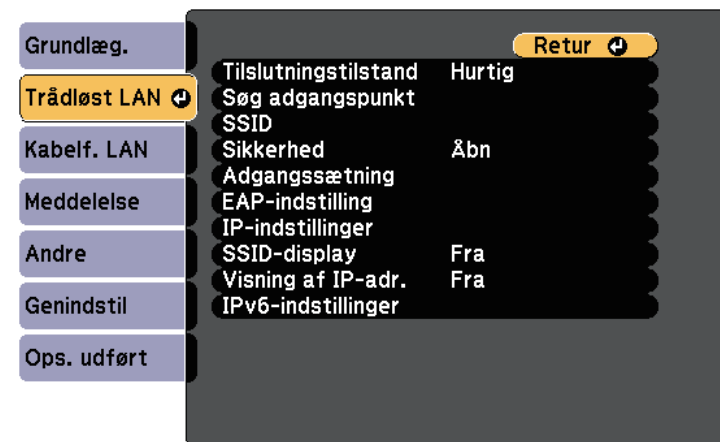 Grundlæg.
Trådløst LAN
Kabelf. LAN
Meddelelse
Andre
Genindstil
Ops. udført
Retur
Tilslutningstilstand Hurtig
Søg adgangspunkt
SSID
Sikkerhed Åbn
Adgangssætning
EAP-indstilling
IP-indstillinger
SSID-display Fra
Visning af IP-adr. Fra
IPv6-indstillinger